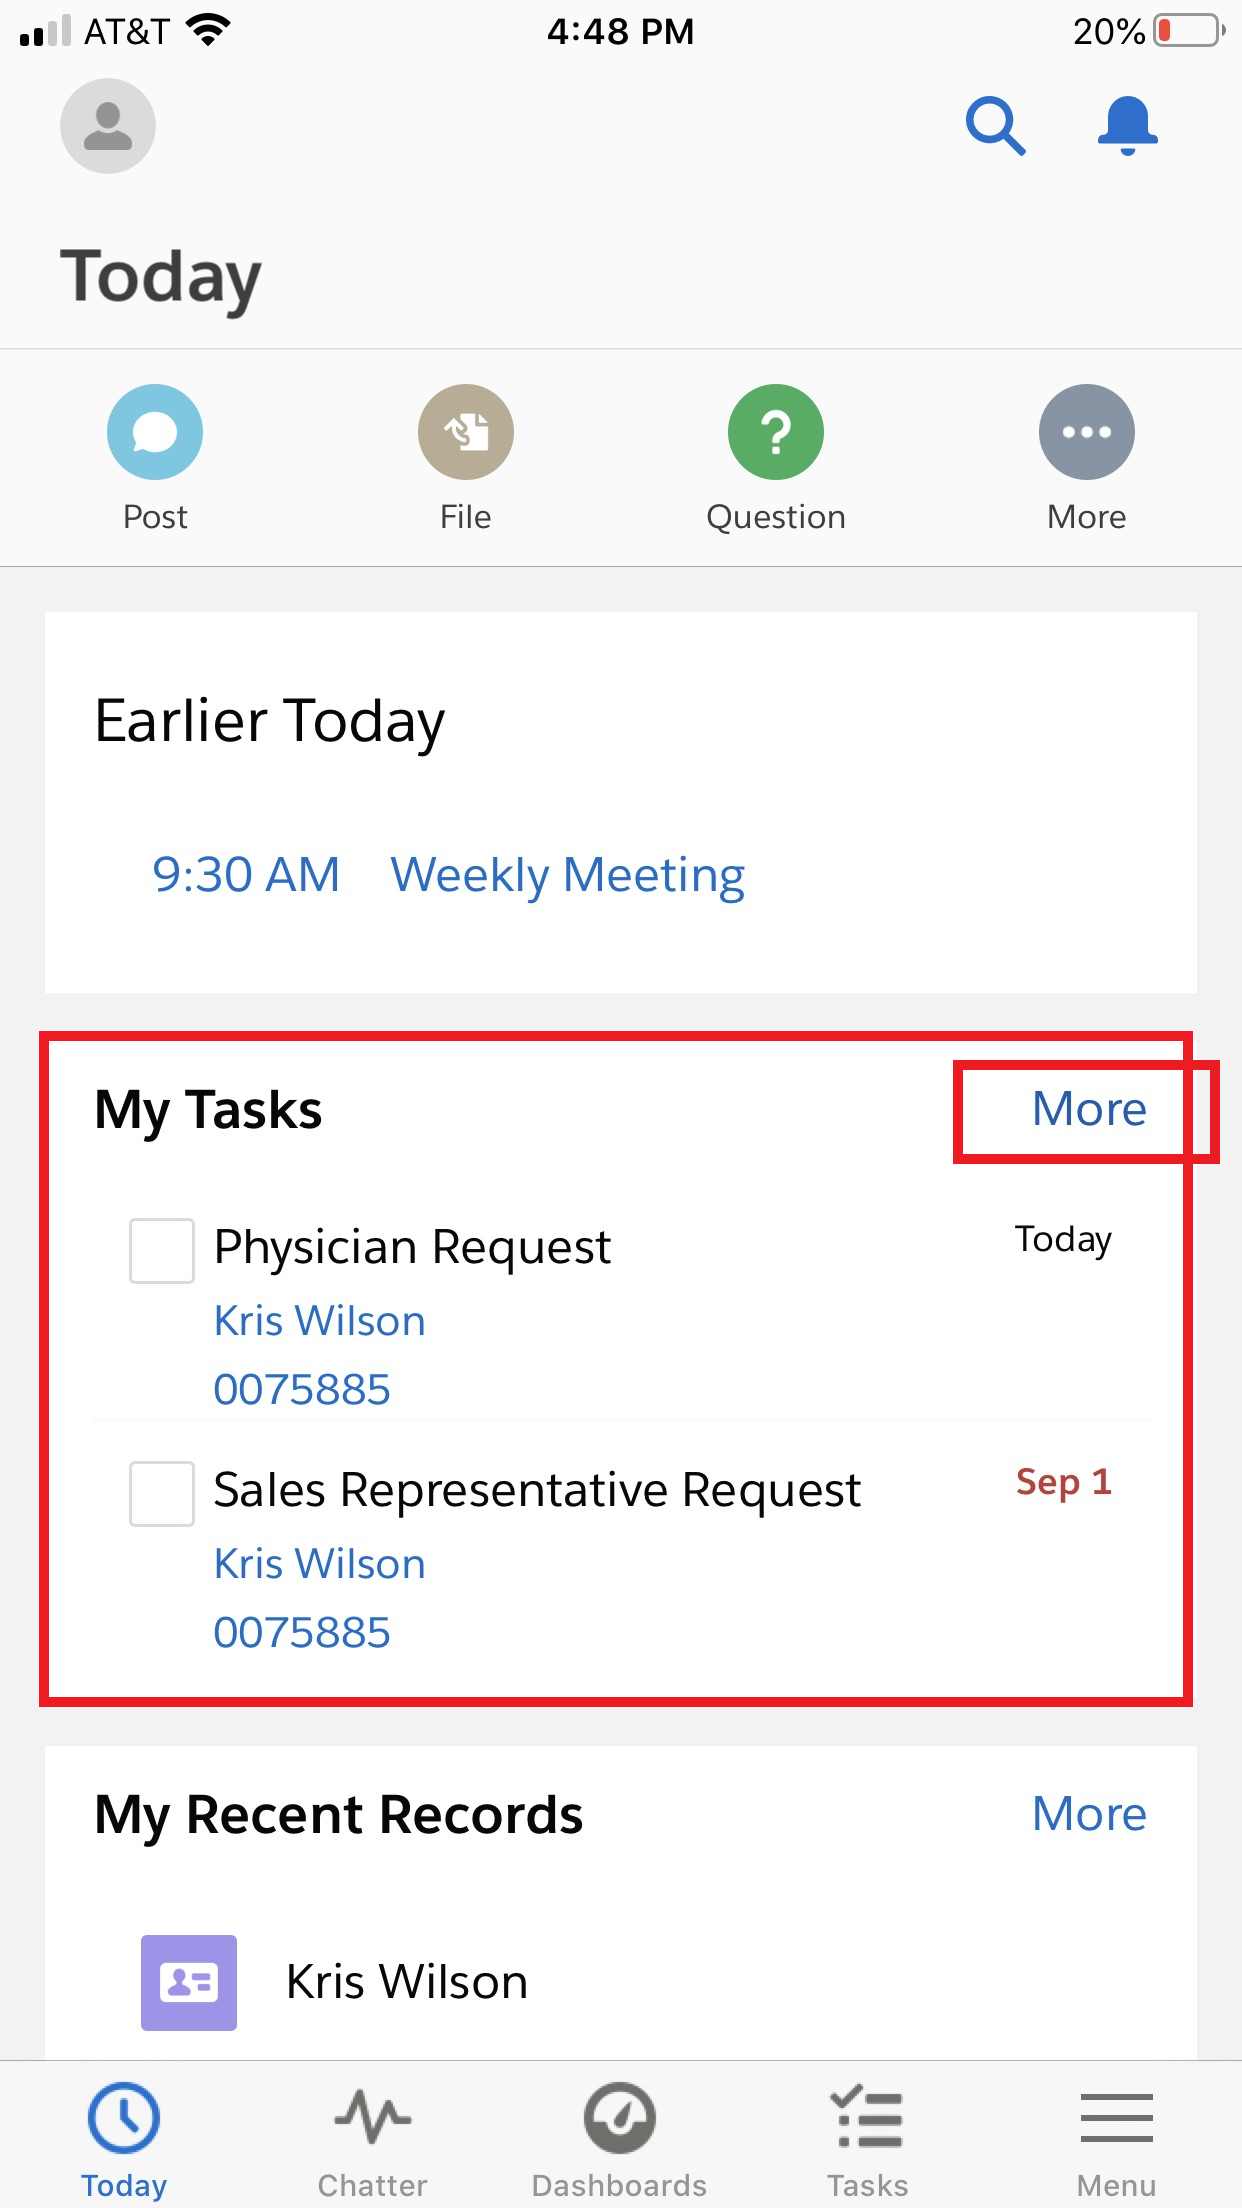 AT&T 4:48 PM 20%
Today
Post File Question More
Earlier Today
9:30 AM Weekly Meeting
My Tasks More
Physician Request Today
Kris Wilson
0075885
Sales Representative Request Sep 1
Kris Wilson
0075885
My Recent Records More
Kris Wilson
Today Chatter Dashboards Tasks Menu